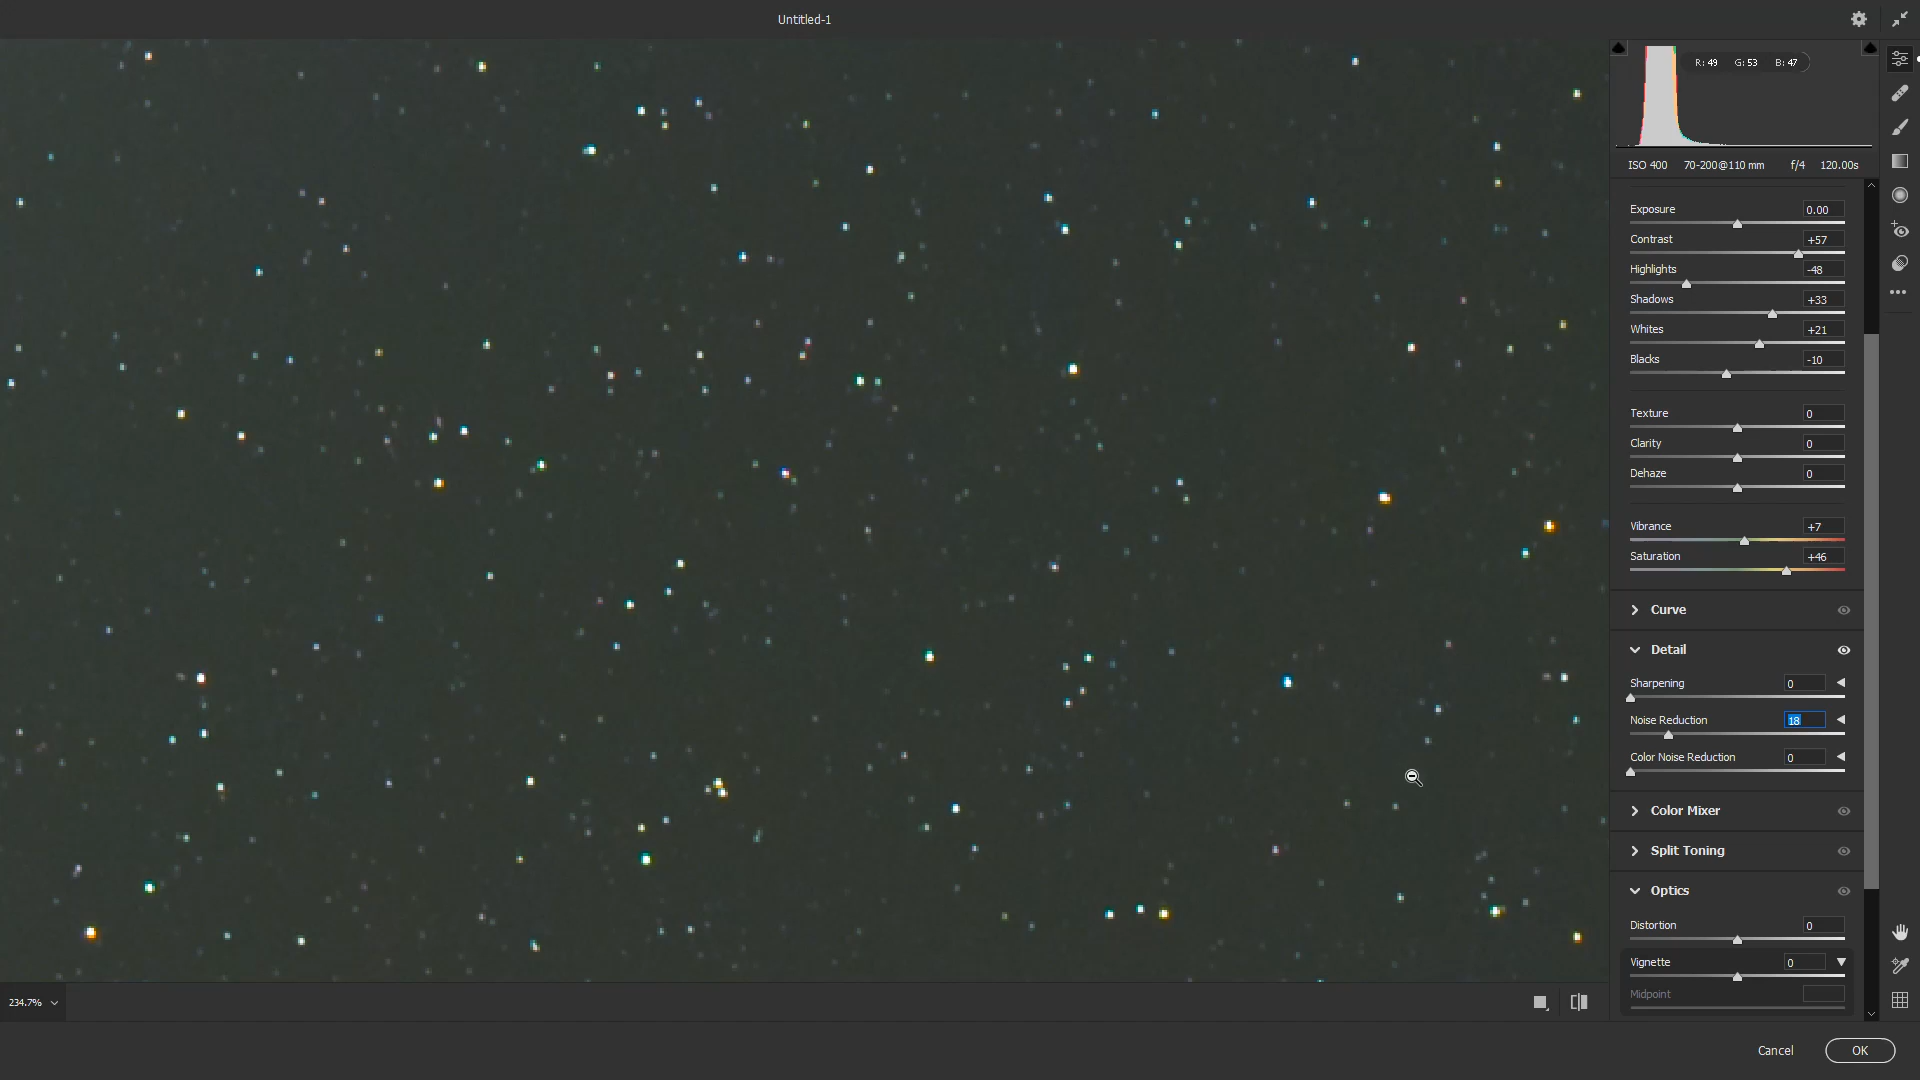 Untitled-1
R: 49 G: 53 B: 47
ISO 400 70-200@110 mm f/4 120.00s
Exposure 0.00
Contrast +57
Highlights -48
Shadows +33
Whites +21
Blacks -10
Texture 0
Clarity 0
Dehaze 0
Vibrance +7
Saturation +46
Curve
Detail
Sharpening 0
Noise Reduction 18
Color Noise Reduction 0
Color Mixer
Split Toning
Optics
Distortion 0
Vignette 0
Midpoint
234.7%
Cancel OK